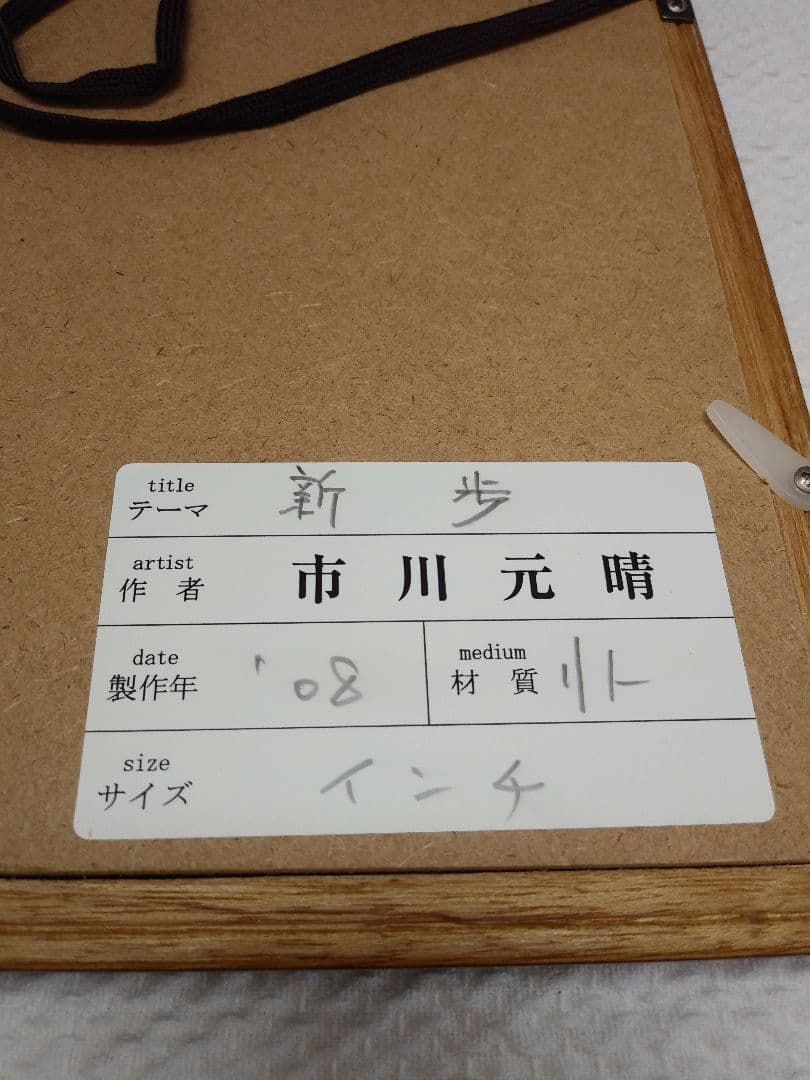 title
テーマ 新 歩
artist
作者 市川元晴
date
製作年 '08
medium
材質 リト
size
サイズ インチ